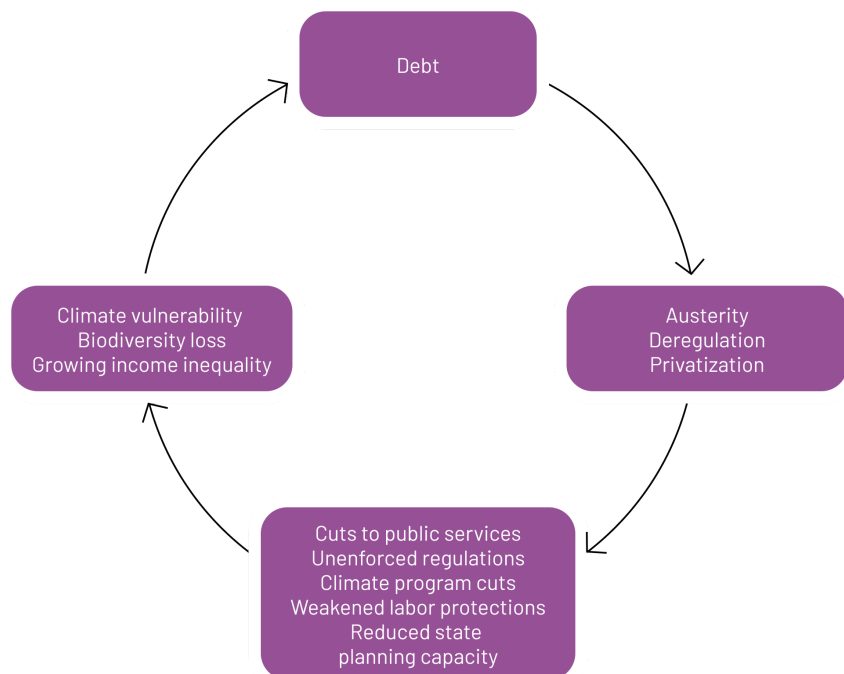 Debt
Climate vulnerability
Biodiversity loss
Growing income inequality
Austerity
Deregulation
Privatization
Cuts to public services
Unenforced regulations
Climate program cuts
Weakened labor protections
Reduced state
planning capacity